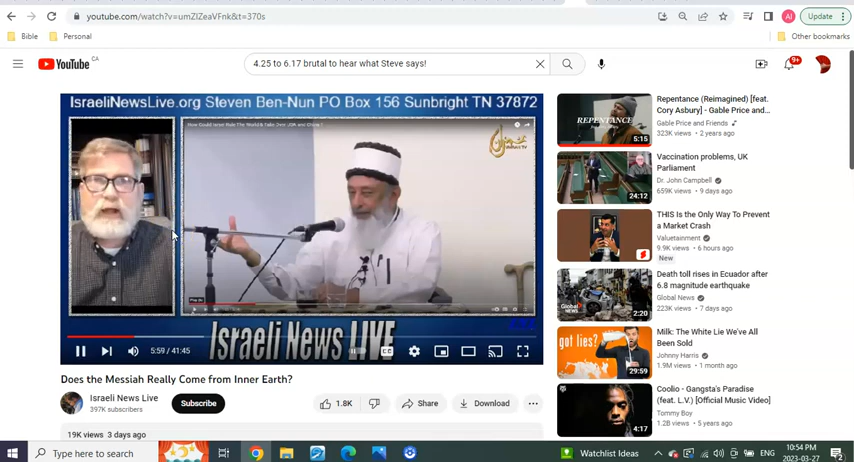 youtube.com/watch?v=umZIZeaVFnk&t=370s
AI
Update
Bible
Personal
Other bookmarks
YouTube CA
4.25 to 6.17 brutal to hear what Steve says!
9+
IsraeliNewsLive.org Steven Ben-Nun PO Box 156 Sunbright TN 37872
How Could Israel Rule The World & Take Over USA and China ?
Israeli News LIVE
5:59 / 41:45
CC
Does the Messiah Really Come from Inner Earth?
Israeli News Live
397K subscribers
Subscribe
1.8K
Share
Download
19K views 3 days ago
REPENTANCE
5:15
Repentance (Reimagined) [feat.
Cory Asbury] - Gable Price and...
Gable Price and Friends
323K views • 2 years ago
24:12
Vaccination problems, UK
Parliament
Dr. John Campbell
659K views • 9 days ago
THIS Is the Only Way To Prevent
a Market Crash
Valuetainment
9.9K views • 6 hours ago
New
Global News
2:20
Death toll rises in Ecuador after
6.8 magnitude earthquake
Global News
223K views • 7 days ago
got lies?
29:59
Milk: The White Lie We've All
Been Sold
Johnny Harris
1.9M views • 1 month ago
4:17
Coolio - Gangsta's Paradise
(feat. L.V.) [Official Music Video]
Tommy Boy
1.2B views • 5 years ago
Type here to search
Watchlist Ideas
ENG
10:54 PM
2023-03-27
2